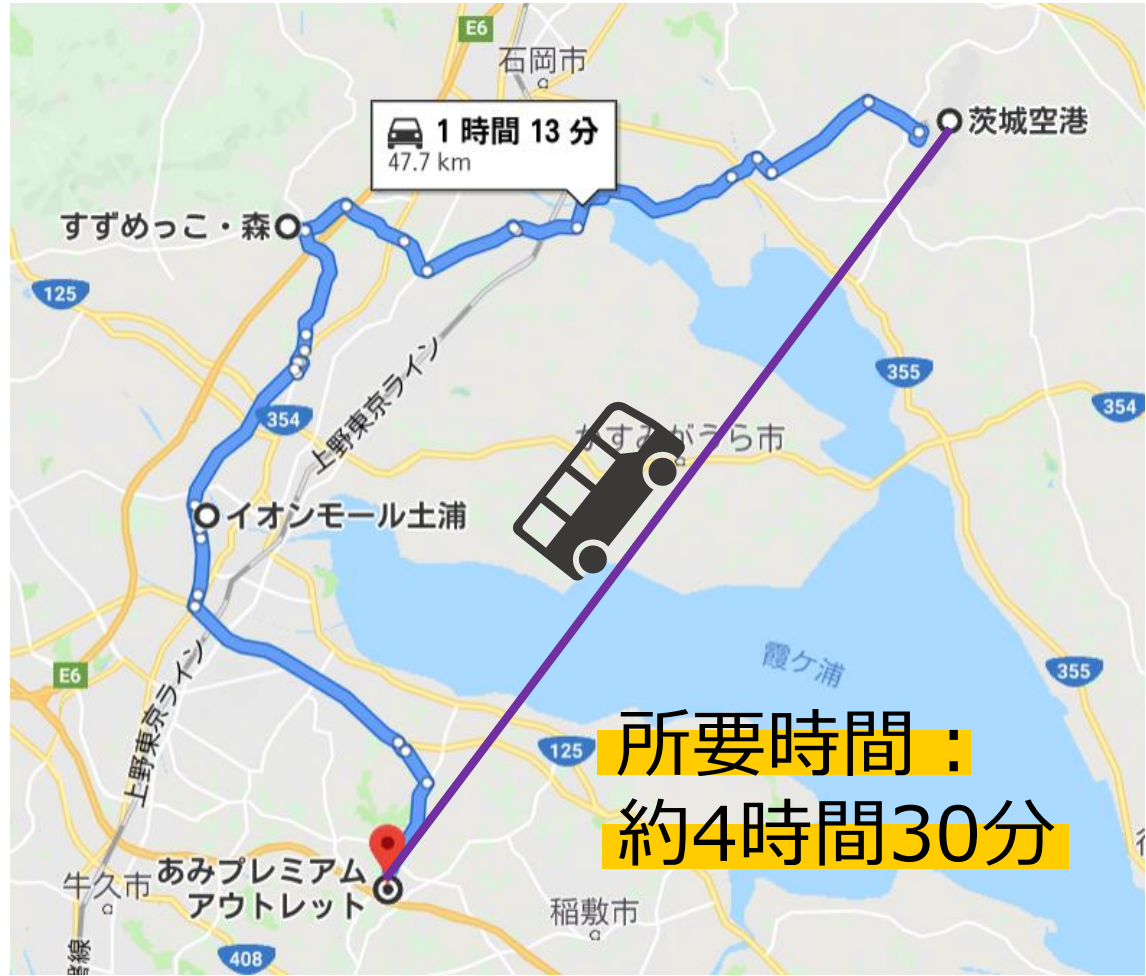 E6
石岡市
1 時間 13 分
47.7 km
茨城空港
すずめっこ・森
125
355
354
354
上野東京ライン
かすみがうら市
イオンモール土浦
霞ケ浦
E6
355
上野東京ライン
125
所要時間：
約4時間30分
あみプレミアム
アウトレット
牛久市
稲敷市
408